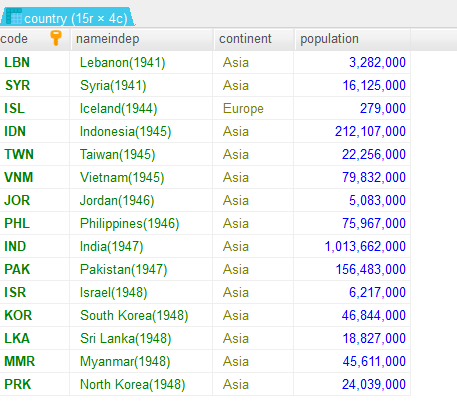 country (15r × 4c)
code nameindep continent population
LBN Lebanon(1941) Asia 3,282,000
SYR Syria(1941) Asia 16,125,000
ISL Iceland(1944) Europe 279,000
IDN Indonesia(1945) Asia 212,107,000
TWN Taiwan(1945) Asia 22,256,000
VNM Vietnam(1945) Asia 79,832,000
JOR Jordan(1946) Asia 5,083,000
PHL Philippines(1946) Asia 75,967,000
IND India(1947) Asia 1,013,662,000
PAK Pakistan(1947) Asia 156,483,000
ISR Israel(1948) Asia 6,217,000
KOR South Korea(1948) Asia 46,844,000
LKA Sri Lanka(1948) Asia 18,827,000
MMR Myanmar(1948) Asia 45,611,000
PRK North Korea(1948) Asia 24,039,000